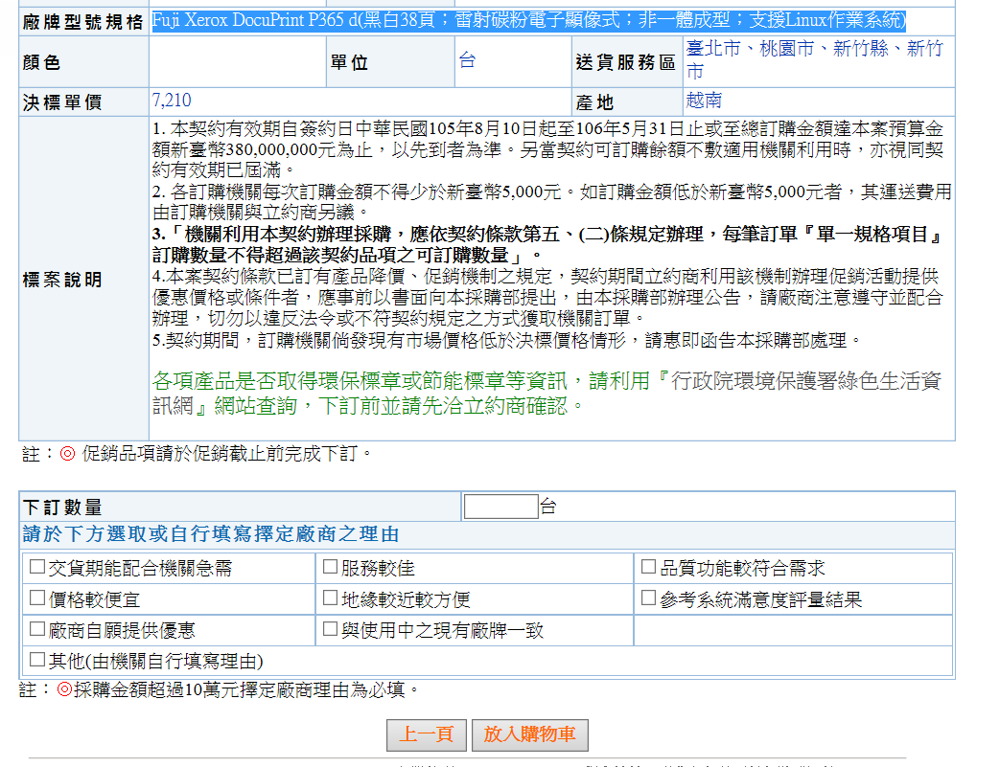 廠牌型號規格 Fuji Xerox DocuPrint P365 d(黑白38頁；雷射碳粉電子顯像式；非一體成型；支援Linux作業系統)
顏色 單位 台 送貨服務區 臺北市、桃園市、新竹縣、新竹
市
決標單價 7,210 產地 越南
1. 本契約有效期自簽約日中華民國105年8月10日起至106年5月31日止或至總訂購金額達本案預算金
額新臺幣380,000,000元為止，以先到者為準。另當契約可訂購餘額不敷適用機關利用時，亦視同契
約有效期已屆滿。
2. 各訂購機關每次訂購金額不得少於新臺幣5,000元。如訂購金額低於新臺幣5,000元者，其運送費用
由訂購機關與立約商另議。
3.「機關利用本契約辦理採購，應依契約條款第五、(二)條規定辦理，每筆訂單『單一規格項目』
訂購數量不得超過該契約品項之可訂購數量」。
標案說明
4.本案契約條款已訂有產品降價、促銷機制之規定，契約期間立約商利用該機制辦理促銷活動提供
優惠價格或條件者，應事前以書面向本採購部提出，由本採購部辦理公告，請廠商注意遵守並配合
辦理，切勿以違反法令或不符契約規定之方式獲取機關訂單。
5.契約期間，訂購機關倘發現有市場價格低於決標價格情形，請惠即函告本採購部處理。
各項產品是否取得環保標章或節能標章等資訊，請利用『行政院環境保護署綠色生活資
訊網』網站查詢，下訂前並請先洽立約商確認。
註：◎ 促銷品項請於促銷截止前完成下訂。
下訂數量 台
請於下方選取或自行填寫擇定廠商之理由
交貨期能配合機關急需 服務較佳 品質功能較符合需求
價格較便宜 地緣較近較方便 參考系統滿意度評量結果
廠商自願提供優惠 與使用中之現有廠牌一致
其他(由機關自行填寫理由)
註：◎採購金額超過10萬元擇定廠商理由為必填。
上一頁 放入購物車